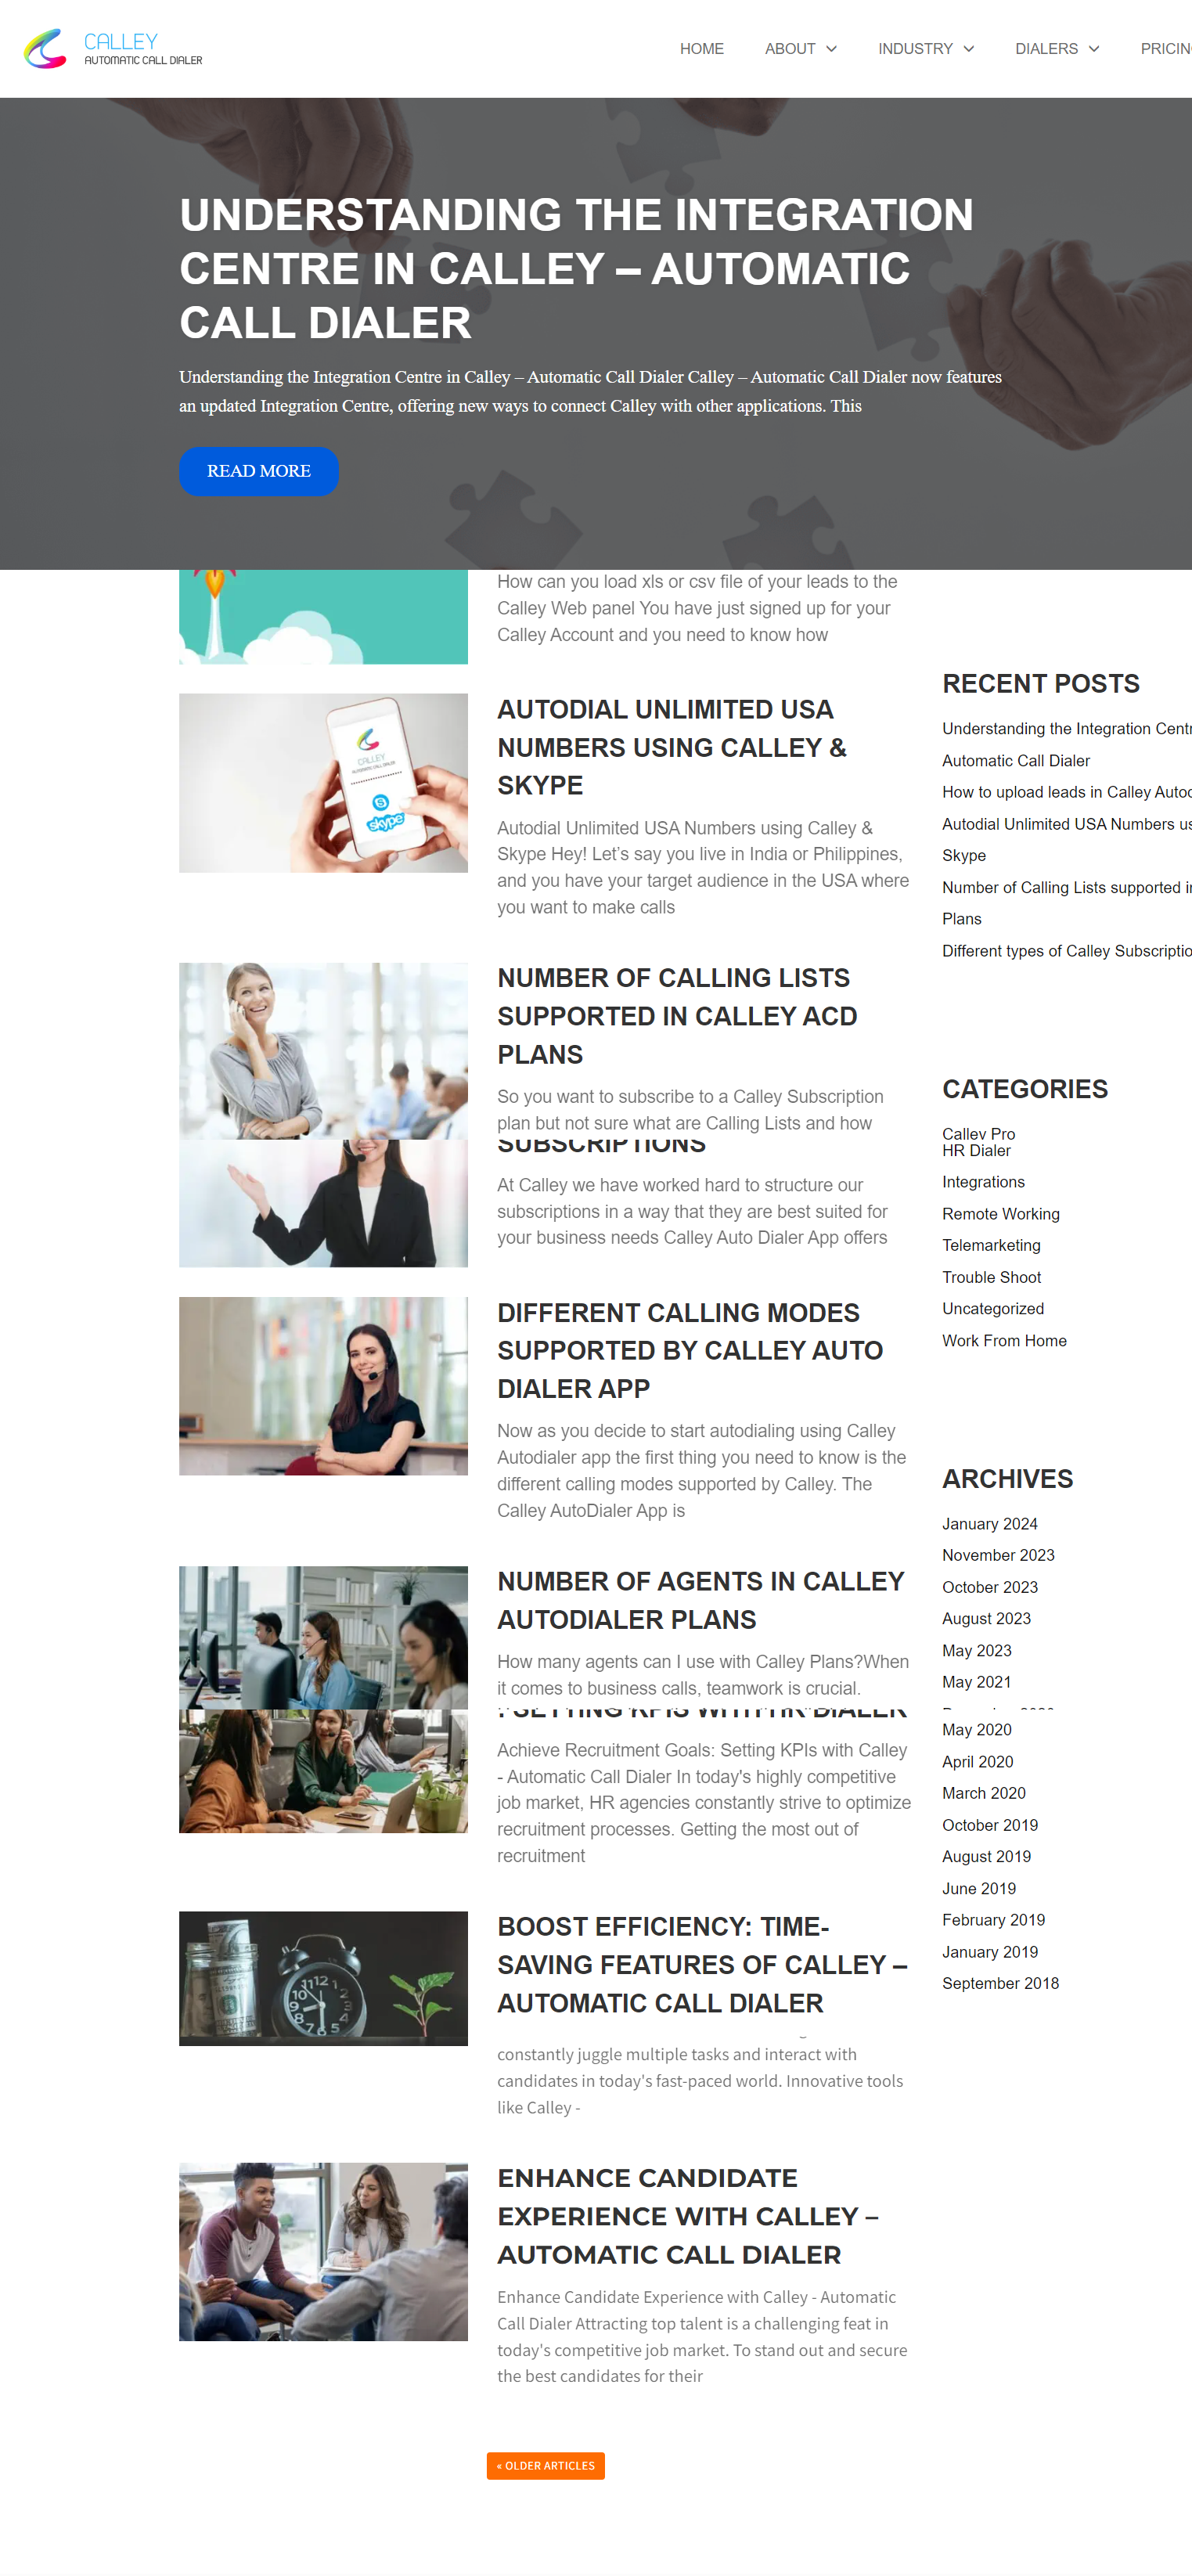 CALLEY
AUTOMATIC CALL DIALER
HOME
ABOUT
INDUSTRY
DIALERS
UNDERSTANDING THE INTEGRATION
CENTRE IN CALLEY – AUTOMATIC
CALL DIALER
Understanding the Integration Centre in Calley – Automatic Call Dialer Calley – Automatic Call Dialer now features
an updated Integration Centre, offering new ways to connect Calley with other applications. This
READ MORE
How can you load xls or csv file of your leads to the
Calley Web panel You have just signed up for your
Calley Account and you need to know how
CALLEY
AUTOMATIC CALL DIALER
skype
AUTODIAL UNLIMITED USA
NUMBERS USING CALLEY &
SKYPE
Autodial Unlimited USA Numbers using Calley &
Skype Hey! Let’s say you live in India or Philippines,
and you have your target audience in the USA where
you want to make calls
NUMBER OF CALLING LISTS
SUPPORTED IN CALLEY ACD
PLANS
So you want to subscribe to a Calley Subscription
plan but not sure what are Calling Lists and how
SUBSCRIPTIONS
At Calley we have worked hard to structure our
subscriptions in a way that they are best suited for
your business needs Calley Auto Dialer App offers
DIFFERENT CALLING MODES
SUPPORTED BY CALLEY AUTO
DIALER APP
Now as you decide to start autodialing using Calley
Autodialer app the first thing you need to know is the
different calling modes supported by Calley. The
Calley AutoDialer App is
NUMBER OF AGENTS IN CALLEY
AUTODIALER PLANS
How many agents can I use with Calley Plans?When
it comes to business calls, teamwork is crucial.
: SETTING KPIS WITH HR DIALER
Achieve Recruitment Goals: Setting KPIs with Calley
- Automatic Call Dialer In today's highly competitive
job market, HR agencies constantly strive to optimize
recruitment processes. Getting the most out of
recruitment
BOOST EFFICIENCY: TIME-
SAVING FEATURES OF CALLEY –
AUTOMATIC CALL DIALER
constantly juggle multiple tasks and interact with
candidates in today's fast-paced world. Innovative tools
like Calley -
ENHANCE CANDIDATE
EXPERIENCE WITH CALLEY –
AUTOMATIC CALL DIALER
Enhance Candidate Experience with Calley - Automatic
Call Dialer Attracting top talent is a challenging feat in
today's competitive job market. To stand out and secure
the best candidates for their
« OLDER ARTICLES
RECENT POSTS
Understanding the Integration
Automatic Call Dialer
How to upload leads in Calley
Autodial Unlimited USA Numbers
Skype
Number of Calling Lists supported
Plans
Different types of Calley
CATEGORIES
Calley Pro
HR Dialer
Integrations
Remote Working
Telemarketing
Trouble Shoot
Uncategorized
Work From Home
ARCHIVES
January 2024
November 2023
October 2023
August 2023
May 2023
May 2021
May 2020
April 2020
March 2020
October 2019
August 2019
June 2019
February 2019
January 2019
September 2018